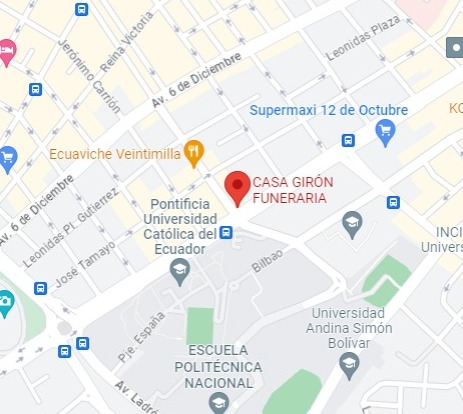 Reina Victoria
Jerónimo Carrión
Leonidas Plaza
Av. 6 de Diciembre
Supermaxi 12 de Octubre
KO
Ecuaviche Veintimilla
CASA GIRÓN
FUNERARIA
Av. 6 de Diciembre
Leonidas Pl. Gutierrez
Pontificia
Universidad
Católica del
Ecuador
José Tamayo
INCI
Univers
Bilbao
Pje. España
Universidad
Andina Simón
Bolívar
ESCUELA
POLITÉCNICA
NACIONAL
Av. Ladró